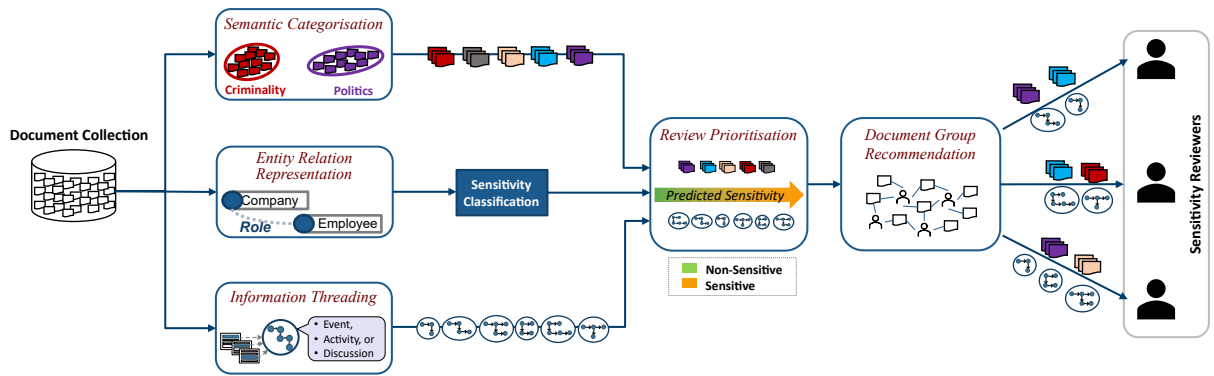 Semantic Categorisation
Criminality
Politics
Document Collection
Entity Relation
Representation
Company
Role
Employee
Sensitivity
Classification
Information Threading
• Event,
• Activity, or
• Discussion
Review Prioritisation
Predicted Sensitivity
Non-Sensitive
Sensitive
Document Group
Recommendation
Sensitivity Reviewers